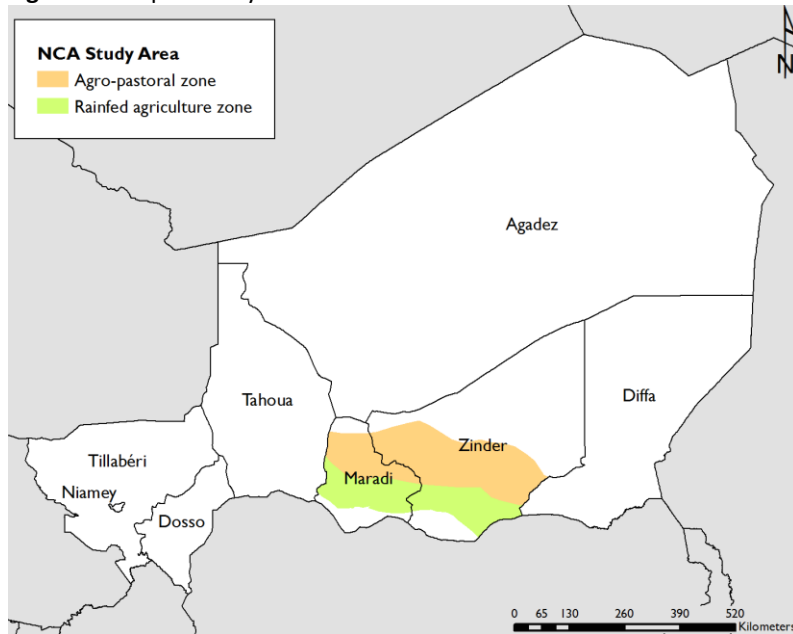 NCA Study Area
Agro-pastoral zone
Rainfed agriculture zone
N
Agadez
Tahoua
Diffa
Zinder
Tillabéri
Maradi
Niamey
Dosso
0 65 130 260 390 520
Kilometers